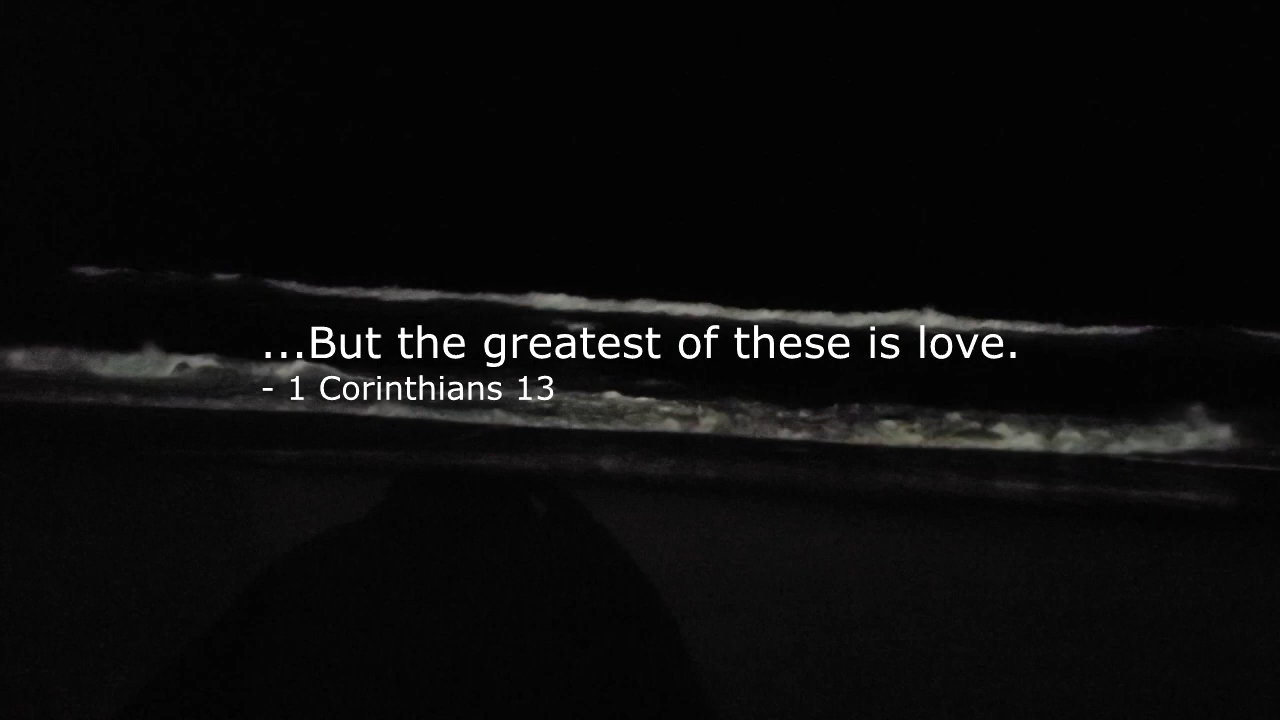 ...But the greatest of these is love.
- 1 Corinthians 13